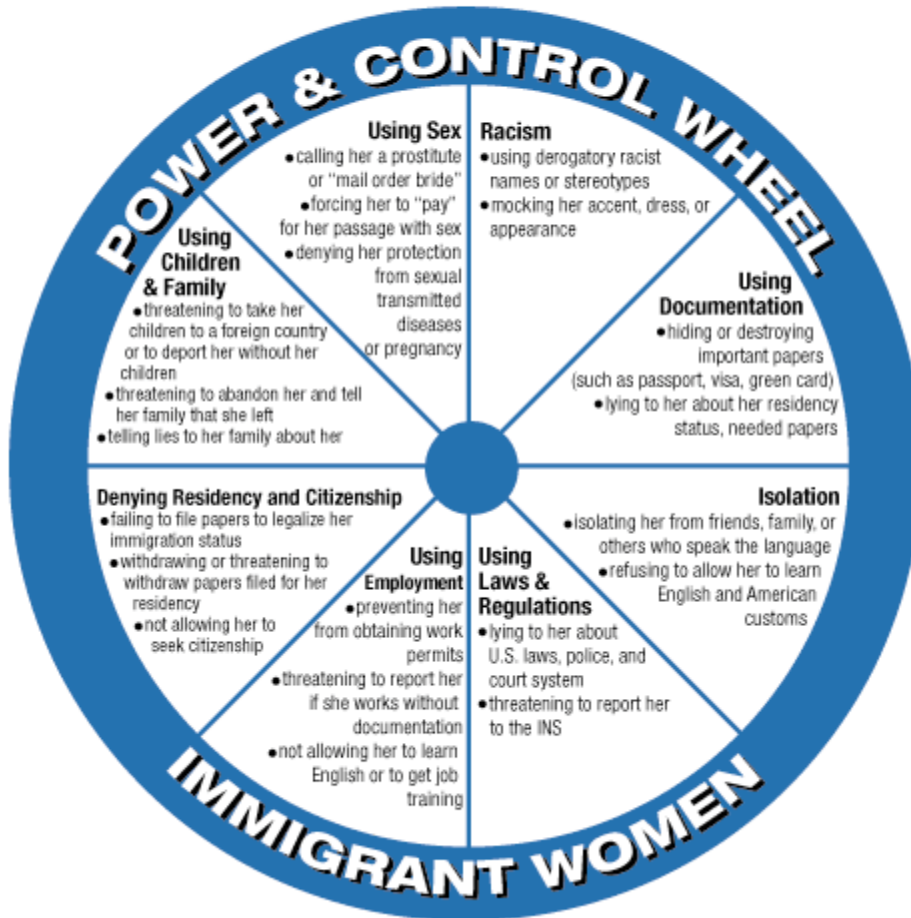 POWER & CONTROL WHEEL
Using Sex
•calling her a prostitute
or “mail order bride”
•forcing her to “pay”
for her passage with sex
•denying her protection
from sexual
transmitted
diseases
or pregnancy
Racism
•using derogatory racist
names or stereotypes
•mocking her accent, dress, or
appearance
Using
Children
& Family
•threatening to take her
children to a foreign country
or to deport her without her
children
•threatening to abandon her and tell
her family that she left
•telling lies to her family about her
Using
Documentation
•hiding or destroying
important papers
(such as passport, visa, green card)
•lying to her about her residency
status, needed papers
Denying Residency and Citizenship
•failing to file papers to legalize her
immigration status
•withdrawing or threatening to
withdraw papers filed for her
residency
•not allowing her to
seek citizenship
Using
Employment
•preventing her
from obtaining work
permits
•threatening to report her
if she works without
documentation
•not allowing her to learn
English or to get job
training
Using
Laws &
Regulations
•lying to her about
U.S. laws, police, and
court system
•threatening to report her
to the INS
Isolation
•isolating her from friends, family, or
others who speak the language
•refusing to allow her to learn
English and American
customs
IMMIGRANT WOMEN